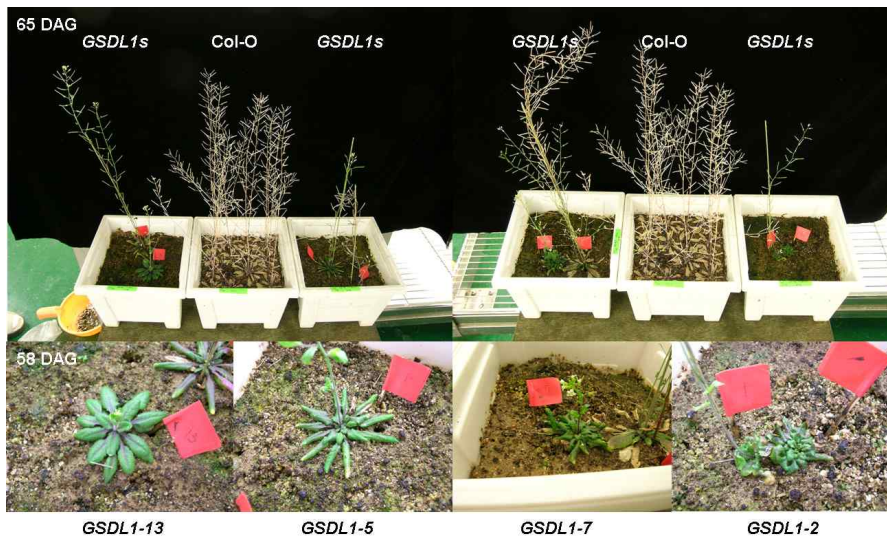 65 DAG
GSDL1s Col-O GSDL1s
GSDL1s Col-O GSDL1s
58 DAG
GSDL1-13 GSDL1-5 GSDL1-7 GSDL1-2